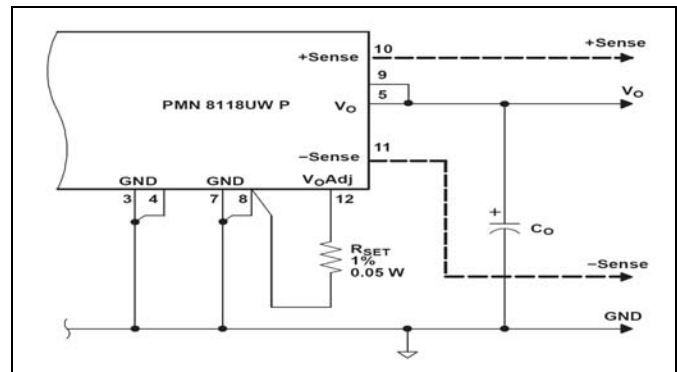 +Sense
10
+Sense
9
5
PMN 8118UW P
VO
VO
11
–Sense
GND
GND
VOAdj
3
4
7
8
12
+
CO
RSET
1%
0.05 W
–Sense
GND